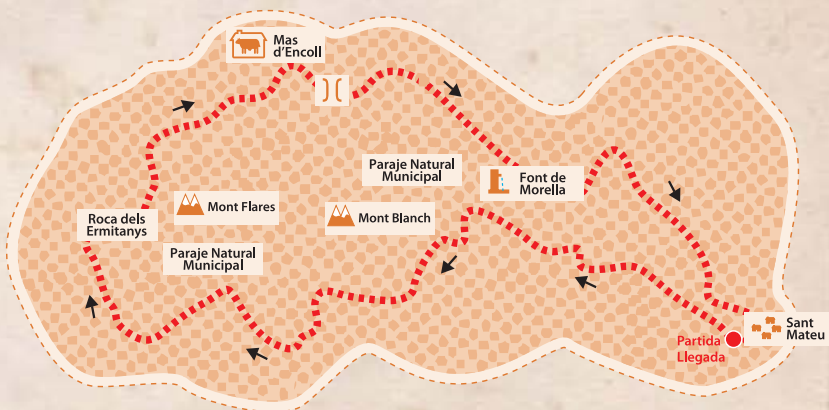 Mas
d'Encoll
Paraje Natural
Municipal
Font de
Morella
Mont Flares
Roca dels
Ermitanys
Mont Blanch
Paraje Natural
Municipal
Sant
Mateu
Partida
Llegada